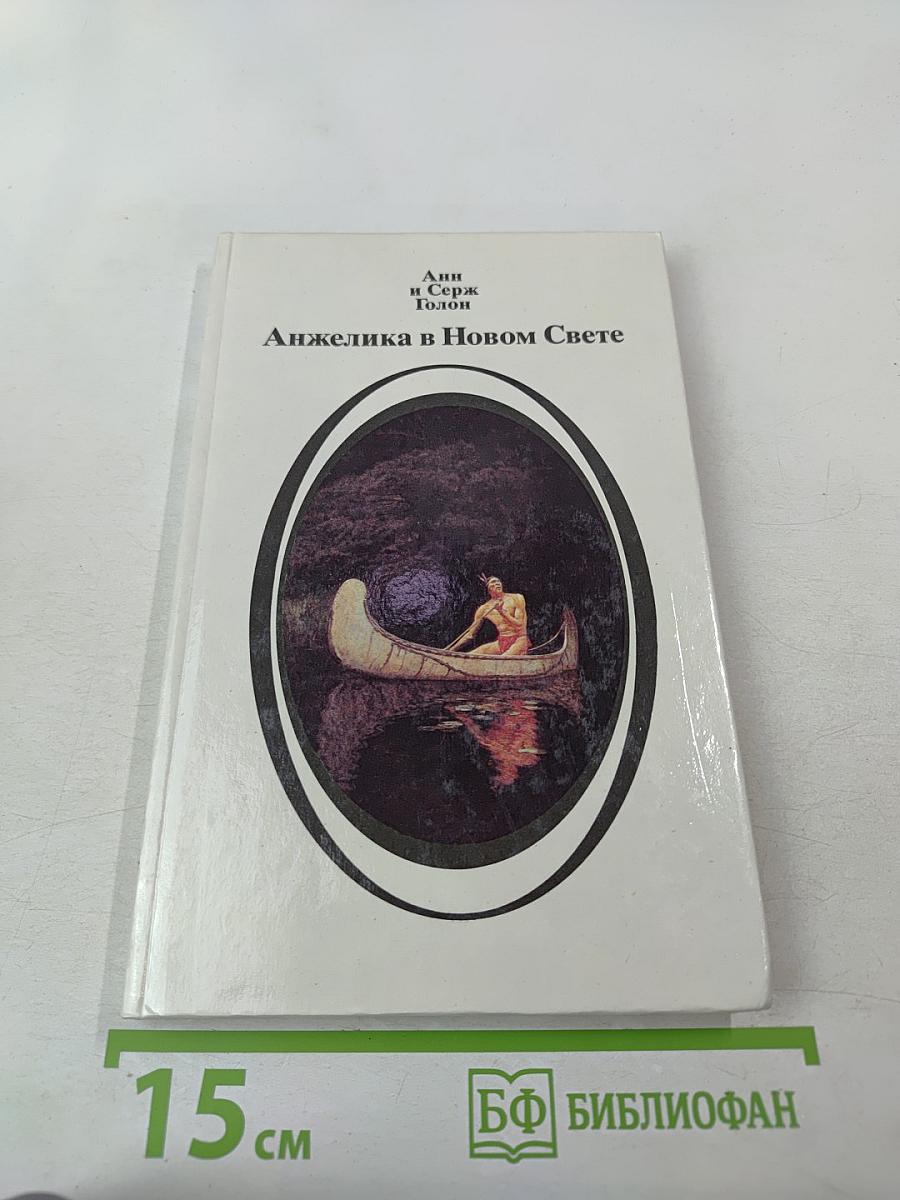 Анн
и Серж
Голон
Анжелика в Новом Свете
15 см
БФ БИБЛИОФАН